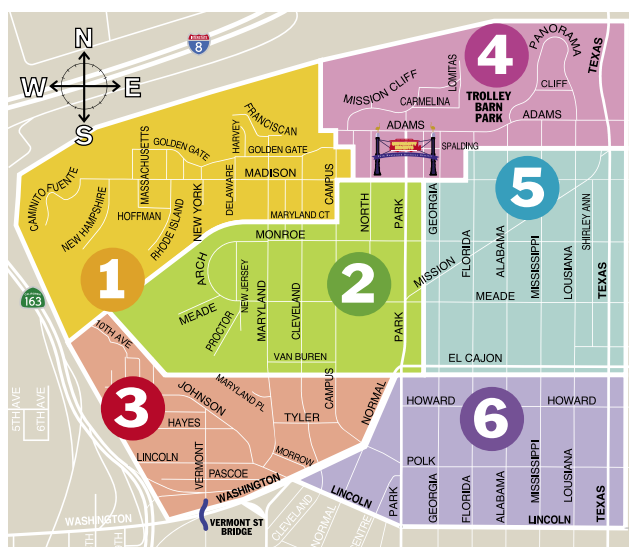 N
W
E
S
INTERSTATE
8
PANORAMA
TEXAS
4
LOMITAS
MISSION CLIFF
CARMELINA
CLIFF
TROLLEY
BARN
PARK
ADAMS
ADAMS
SPALDING
FRANCISCAN
HARVEY
MASSACHUSETTS
GOLDEN GATE
GOLDEN GATE
MADISON
CAMPUS
CAMINITO FUENTE
NEW HAMPSHIRE
HOFFMAN
RHODE ISLAND
NEW YORK
DELAWARE
MARYLAND CT
1
163
5
NORTH
PARK
GEORGIA
FLORIDA
ALABAMA
MISSISSIPPI
LOUSIANA
SHIRLEY ANN
TEXAS
MONROE
ARCH
MISSION
2
NEW JERSEY
MARYLAND
CLEVELAND
MEADE
PROCTOR
MEADE
PARK
VAN BUREN
EL CAJON
10TH AVE
3
JOHNSON
MARYLAND PL
CAMPUS
NORMAL
TYLER
HAYES
LINCOLN
VERMONT
PASCOE
MORROW
WASHINGTON
5TH AVE
6TH AVE
HOWARD
HOWARD
6
POLK
LINCOLN
PARK
GEORGIA
FLORIDA
ALABAMA
MISSISSIPPI
LOUSIANA
TEXAS
LINCOLN
WASHINGTON
VERMONT ST
BRIDGE
CLEVELAND
NORMAL
CENTRE